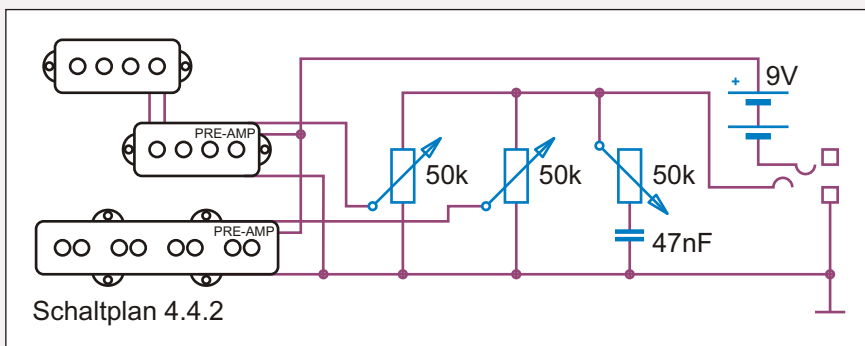 + 9V
PRE-AMP
50k 50k 50k
PRE-AMP
47nF
Schaltplan 4.4.2